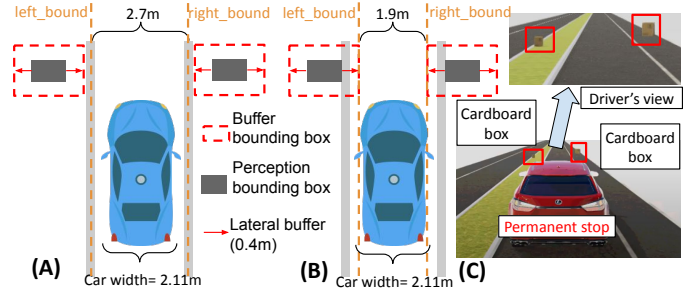 left_bound
2.7m
right_bound
Buffer
bounding box
Perception
bounding box
Lateral buffer
(0.4m)
(A)
Car width= 2.11m
left_bound
1.9m
right_bound
(B)
Car width= 2.11m
Driver's view
Cardboard
box
Cardboard
box
Permanent stop
(C)